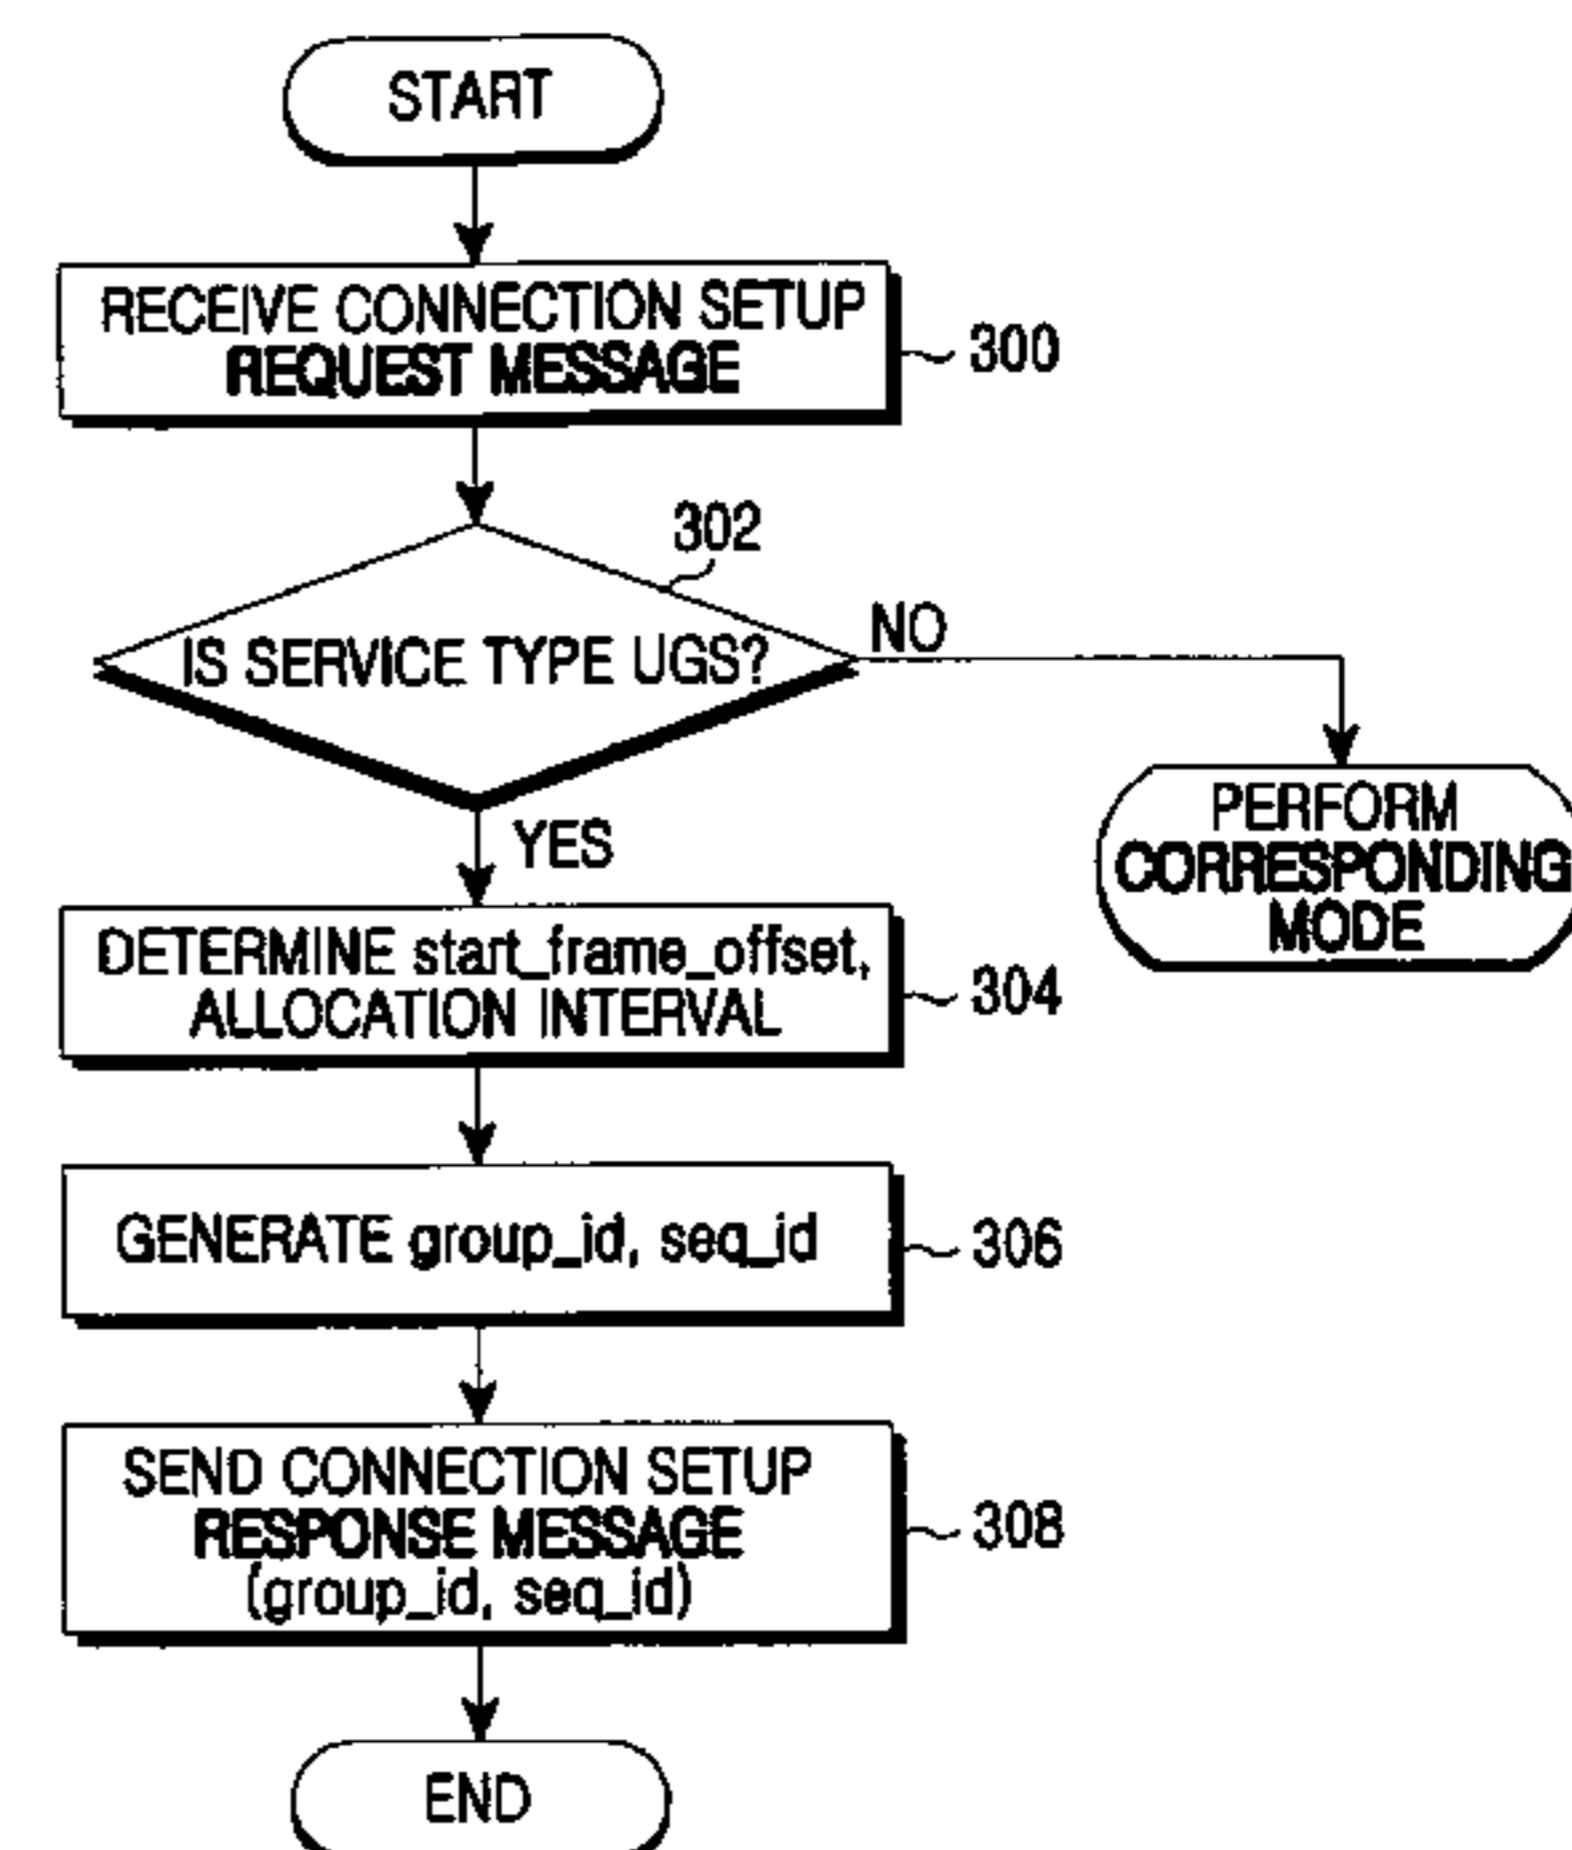 START
RECEIVE CONNECTION SETUP
REQUEST MESSAGE
300
302
IS SERVICE TYPE UGS?
NO
YES
PERFORM
CORRESPONDING
MODE
DETERMINE start_frame_offset,
ALLOCATION INTERVAL
304
GENERATE group_id, seq_id
306
SEND CONNECTION SETUP
RESPONSE MESSAGE
(group_id, seq_id)
308
END